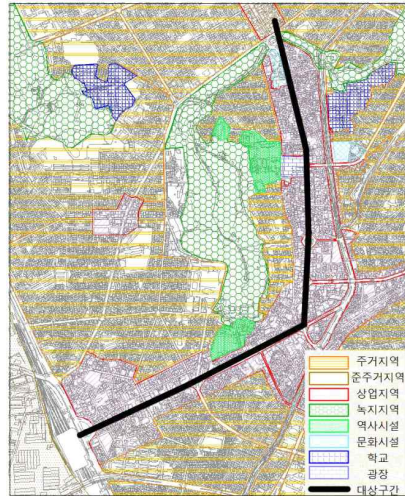 주거지역
준주거지역
상업지역
녹지지역
역사시설
문화시설
학교
광장
대상구간